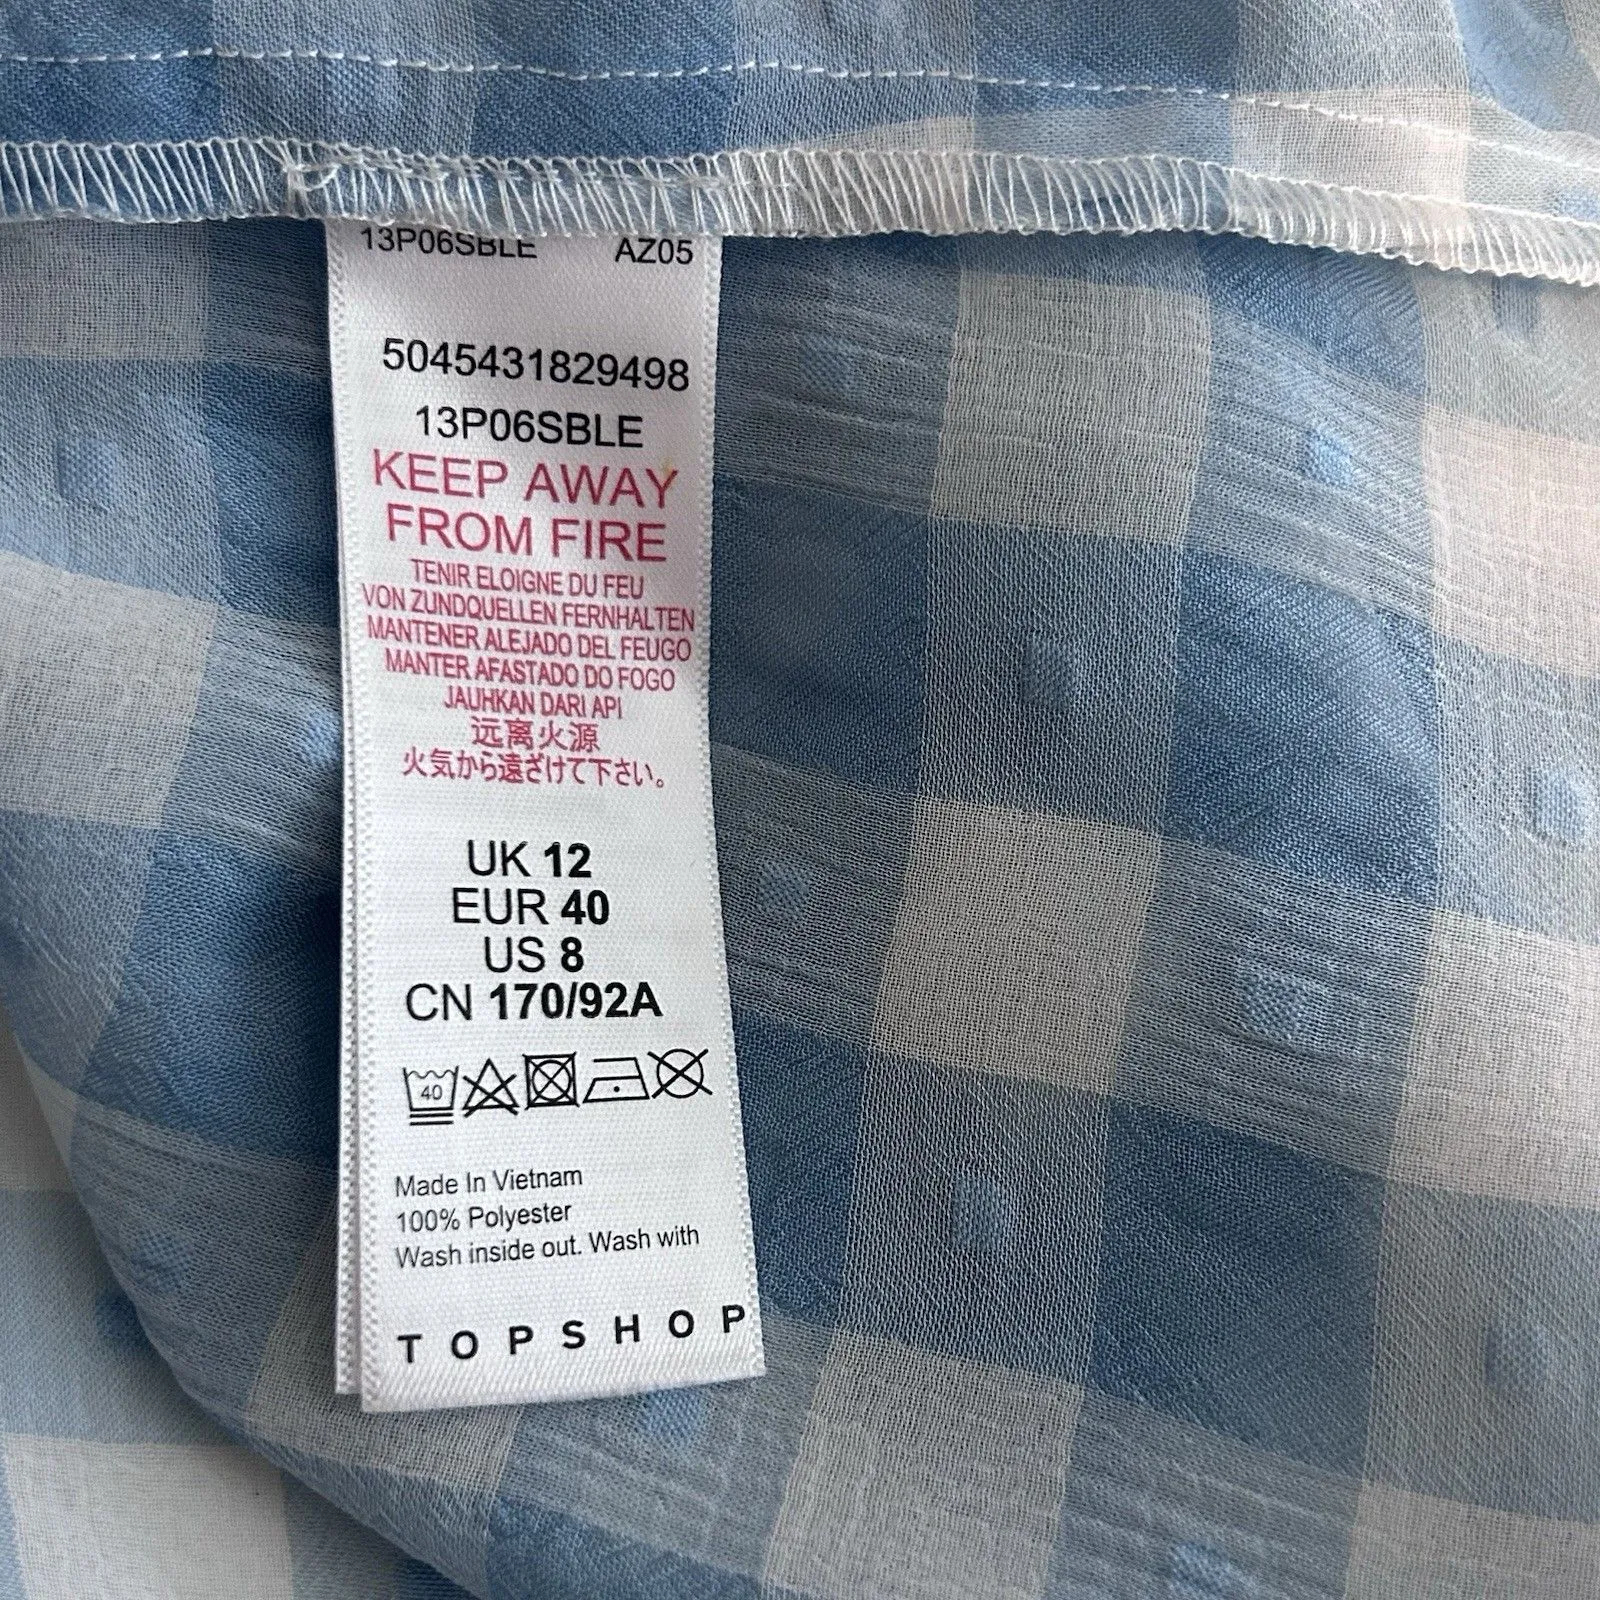 13P06SBLE AZ05
5045431829498
13P06SBLE
KEEP AWAY
FROM FIRE
TENIR ELOIGNE DU FEU
VON ZUNDQUELLEN FERNHALTEN
MANTENER ALEJADO DEL FEUGO
MANTER AFASTADO DO FOGO
JAUHKAN DARI API
远离火源
火気から遠ざけて下さい。
UK 12
EUR 40
US 8
CN 170/92A
40
Made In Vietnam
100% Polyester
Wash inside out. Wash with
TOPSHOP